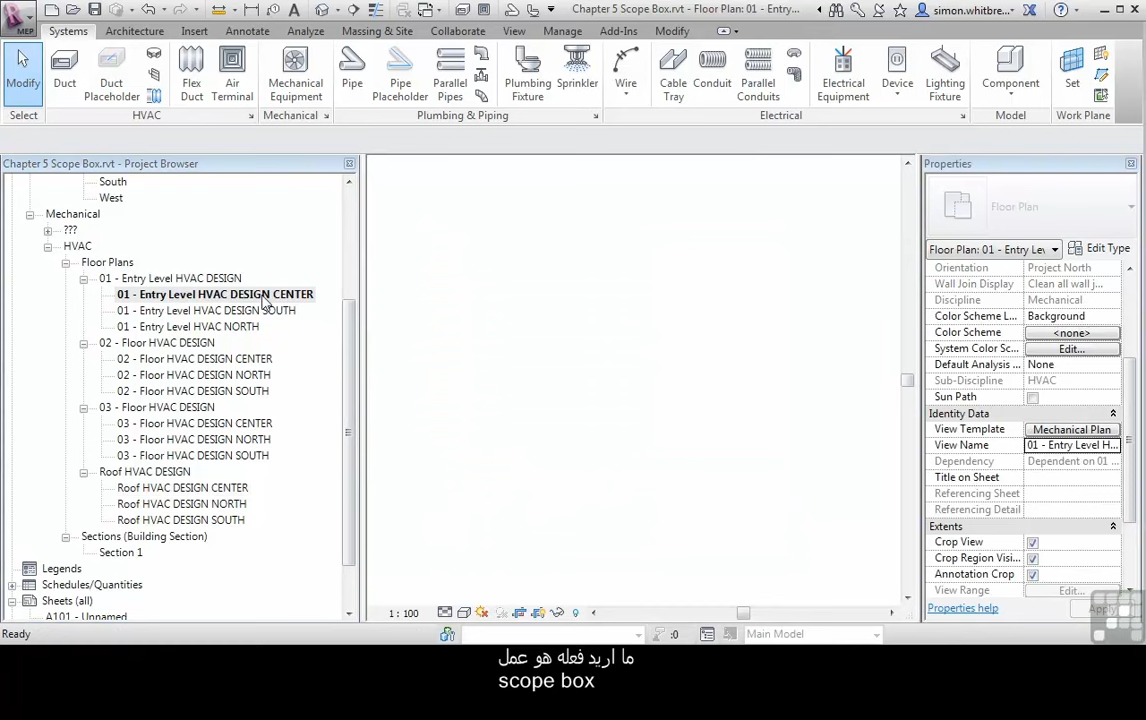 Chapter 5 Scope Box.rvt - Floor Plan: 01 - Entry...
simon.whitbre...
MEP
Systems Architecture Insert Annotate Analyze Massing & Site Collaborate View Manage Add-Ins Modify
Modify
Duct
Duct Placeholder
Flex Duct
Air Terminal
Mechanical Equipment
Pipe
Pipe Placeholder
Parallel Pipes
Plumbing Fixture
Sprinkler
Wire
Cable Tray
Conduit
Parallel Conduits
Electrical Equipment
Device
Lighting Fixture
Component
Set
Select HVAC Mechanical Plumbing & Piping Electrical Model Work Plane
Chapter 5 Scope Box.rvt - Project Browser
South
West
Mechanical
???
HVAC
Floor Plans
01 - Entry Level HVAC DESIGN
01 - Entry Level HVAC DESIGN CENTER
01 - Entry Level HVAC DESIGN SOUTH
01 - Entry Level HVAC NORTH
02 - Floor HVAC DESIGN
02 - Floor HVAC DESIGN CENTER
02 - Floor HVAC DESIGN NORTH
02 - Floor HVAC DESIGN SOUTH
03 - Floor HVAC DESIGN
03 - Floor HVAC DESIGN CENTER
03 - Floor HVAC DESIGN NORTH
03 - Floor HVAC DESIGN SOUTH
Roof HVAC DESIGN
Roof HVAC DESIGN CENTER
Roof HVAC DESIGN NORTH
Roof HVAC DESIGN SOUTH
Sections (Building Section)
Section 1
Legends
Schedules/Quantities
Sheets (all)
A101 - Unnamed
Properties
Floor Plan
Floor Plan: 01 - Entry Lev Edit Type
Orientation Project North
Wall Join Display Clean all wall j...
Discipline Mechanical
Color Scheme L... Background
Color Scheme <none>
System Color Sc... Edit...
Default Analysis ... None
Sub-Discipline HVAC
Sun Path
Identity Data
View Template Mechanical Plan
View Name 01 - Entry Level H...
Dependency Dependent on 01 ...
Title on Sheet
Referencing Sheet
Referencing Detail
Extents
Crop View
Crop Region Visi...
Annotation Crop
View Range Edit...
Properties help Apply
1 : 100
Ready
:0
Main Model
ما اريد فعله هو عمل
scope box